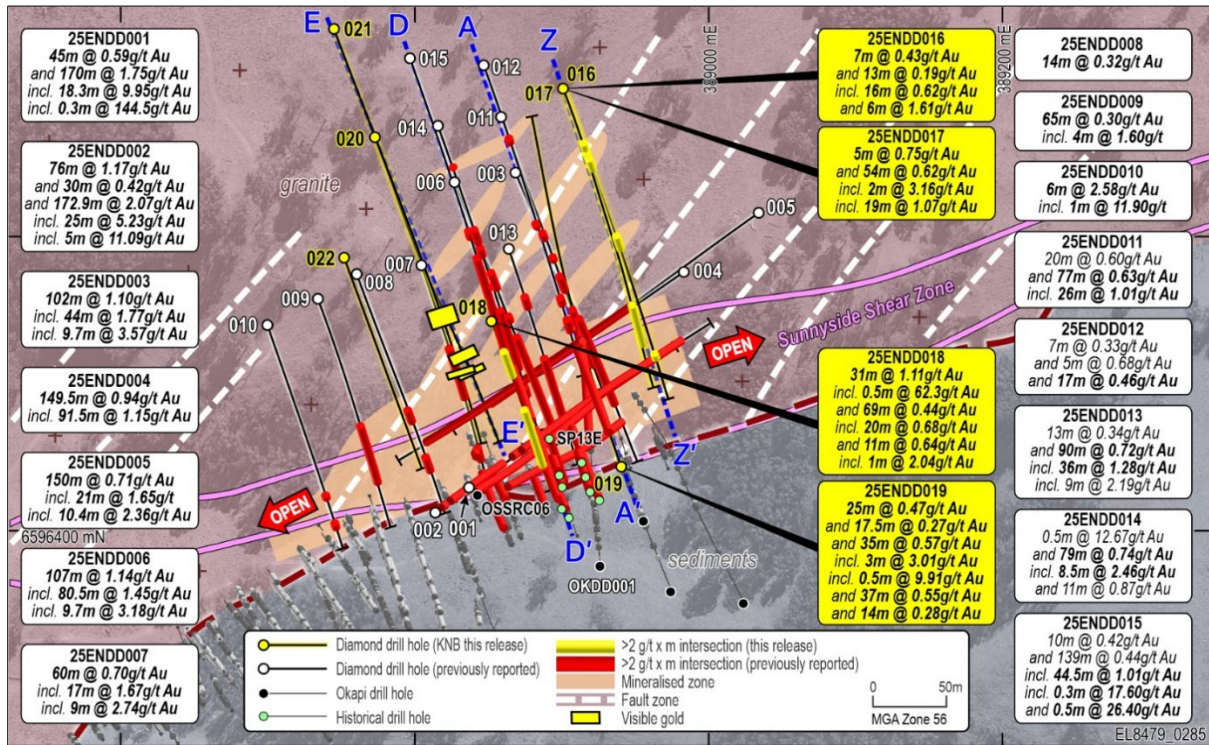 25ENDD001
45m @ 0.59g/t Au
and 170m @ 1.75g/t Au
incl. 18.3m @ 9.95g/t Au
incl. 0.3m @ 144.5g/t Au
25ENDD002
76m @ 1.17g/t Au
and 30m @ 0.42g/t Au
and 172.9m @ 2.07g/t Au
incl. 25m @ 5.23g/t Au
incl. 5m @ 11.09g/t Au
25ENDD003
102m @ 1.10g/t Au
incl. 44m @ 1.77g/t Au
incl. 9.7m @ 3.57g/t Au
25ENDD004
149.5m @ 0.94g/t Au
incl. 91.5m @ 1.15g/t Au
25ENDD005
150m @ 0.71g/t Au
incl. 21m @ 1.65g/t
incl. 10.4m @ 2.36g/t Au
25ENDD006
107m @ 1.14g/t Au
incl. 80.5m @ 1.45g/t Au
incl. 9.7m @ 3.18g/t Au
25ENDD007
60m @ 0.70g/t Au
incl. 17m @ 1.67g/t Au
incl. 9m @ 2.74g/t Au
E
021
D
015
A
012
Z
016
017
011
014
020
006
003
granite
013
005
022
007
008
004
009
010
018
Sunnyside Shear Zone
OPEN
OPEN
E'
SP13E
Z'
019
A'
002
001
OSSRC06
D'
OKDD001
sediments
6596400 mN
389000 mE
389200 mE
25ENDD016
7m @ 0.43g/t Au
and 13m @ 0.19g/t Au
incl. 16m @ 0.62g/t Au
and 6m @ 1.61g/t Au
25ENDD017
5m @ 0.75g/t Au
and 54m @ 0.62g/t Au
incl. 2m @ 3.16g/t Au
incl. 19m @ 1.07g/t Au
25ENDD018
31m @ 1.11g/t Au
incl. 0.5m @ 62.3g/t Au
and 69m @ 0.44g/t Au
incl. 20m @ 0.68g/t Au
and 11m @ 0.64g/t Au
incl. 1m @ 2.04g/t Au
25ENDD019
25m @ 0.47g/t Au
and 17.5m @ 0.27g/t Au
and 35m @ 0.57g/t Au
incl. 3m @ 3.01g/t Au
incl. 0.5m @ 9.91g/t Au
and 37m @ 0.55g/t Au
and 14m @ 0.28g/t Au
25ENDD008
14m @ 0.32g/t Au
25ENDD009
65m @ 0.30g/t Au
incl. 4m @ 1.60g/t
25ENDD010
6m @ 2.58g/t Au
incl. 1m @ 11.90g/t
25ENDD011
20m @ 0.60g/t Au
and 77m @ 0.63g/t Au
incl. 26m @ 1.01g/t Au
25ENDD012
7m @ 0.33g/t Au
and 5m @ 0.68g/t Au
and 17m @ 0.46g/t Au
25ENDD013
13m @ 0.34g/t Au
and 90m @ 0.72g/t Au
incl. 36m @ 1.28g/t Au
incl. 9m @ 2.19g/t Au
25ENDD014
0.5m @ 12.67g/t Au
and 79m @ 0.74g/t Au
incl. 8.5m @ 2.46g/t Au
and 11m @ 0.87g/t Au
25ENDD015
10m @ 0.42g/t Au
and 139m @ 0.44g/t Au
incl. 44.5m @ 1.01g/t Au
incl. 0.3m @ 17.60g/t Au
and 0.5m @ 26.40g/t Au
Diamond drill hole (KNB this release)
Diamond drill hole (previously reported)
Okapi drill hole
Historical drill hole
>2 g/t x m intersection (this release)
>2 g/t x m intersection (previously reported)
Mineralised zone
Fault zone
Visible gold
0 50m
MGA Zone 56
EL8479_0285